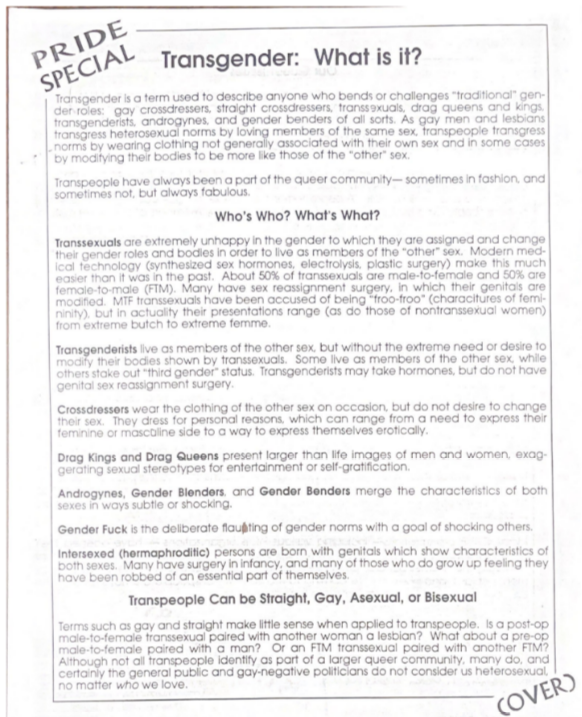 PRIDE
SPECIAL
Transgender: What is it?
Transgender is a term used to describe anyone who bends or challenges "traditional" gen-
der-roles: gay crossdressers, straight crossdressers, transsexuals, drag queens and kings,
transgenderists, androgynes, and gender benders of all sorts. As gay men and lesbians
transgress heterosexual norms by loving members of the same sex, transpeople transgress
norms by wearing clothing not generally associated with their own sex and in some cases
by modifying their bodies to be more like those of the "other" sex.
Transpeople have always been a part of the queer community— sometimes in fashion, and
sometimes not, but always fabulous.
Who's Who? What's What?
Transsexuals are extremely unhappy in the gender to which they are assigned and change
their gender roles and bodies in order to live as members of the "other" sex. Modern med-
ical technology (synthesized sex hormones, electrolysis, plastic surgery) make this much
easier than it was in the past. About 50% of transsexuals are male-to-female and 50% are
female-to-male (FTM). Many have sex reassignment surgery, in which their genitals are
modified. MTF transsexuals have been accused of being "froo-froo" (charactures of femi-
ninity), but in actuality their presentations range (as do those of nontranssexual women)
from extreme butch to extreme femme.
Transgenderists live as members of the other sex, but without the extreme need or desire to
modify their bodies shown by transsexuals. Some live as members of the other sex, while
others stake out "third gender" status. Transgenderists may take hormones, but do not have
genital sex reassignment surgery.
Crossdressers wear the clothing of the other sex on occasion, but do not desire to change
their sex. They dress for personal reasons, which can range from a need to express their
feminine or masculine side to a way to express themselves erotically.
Drag Kings and Drag Queens present larger than life images of men and women, exag-
gerating sexual stereotypes for entertainment or self-gratification.
Androgynes, Gender Blenders, and Gender Benders merge the characteristics of both
sexes in ways subtle or shocking.
Gender Fuck is the deliberate flaunting of gender norms with a goal of shocking others.
Intersexed (hermaphroditic) persons are born with genitals which show characteristics of
both sexes. Many have surgery in infancy, and many of those who do grow up feeling they
have been robbed of an essential part of themselves.
Transpeople Can be Straight, Gay, Asexual, or Bisexual
Terms such as gay and straight make little sense when applied to transpeople. Is a post-op
male-to-female transsexual paired with another woman a lesbian? What about a pre-op
male-to-female paired with a man? Or an FTM transsexual paired with another FTM?
Although not all transpeople identify as part of a larger queer community, many do, and
certainly the general public and gay-negative politicians do not consider us heterosexual,
no matter who we love.
(OVER)